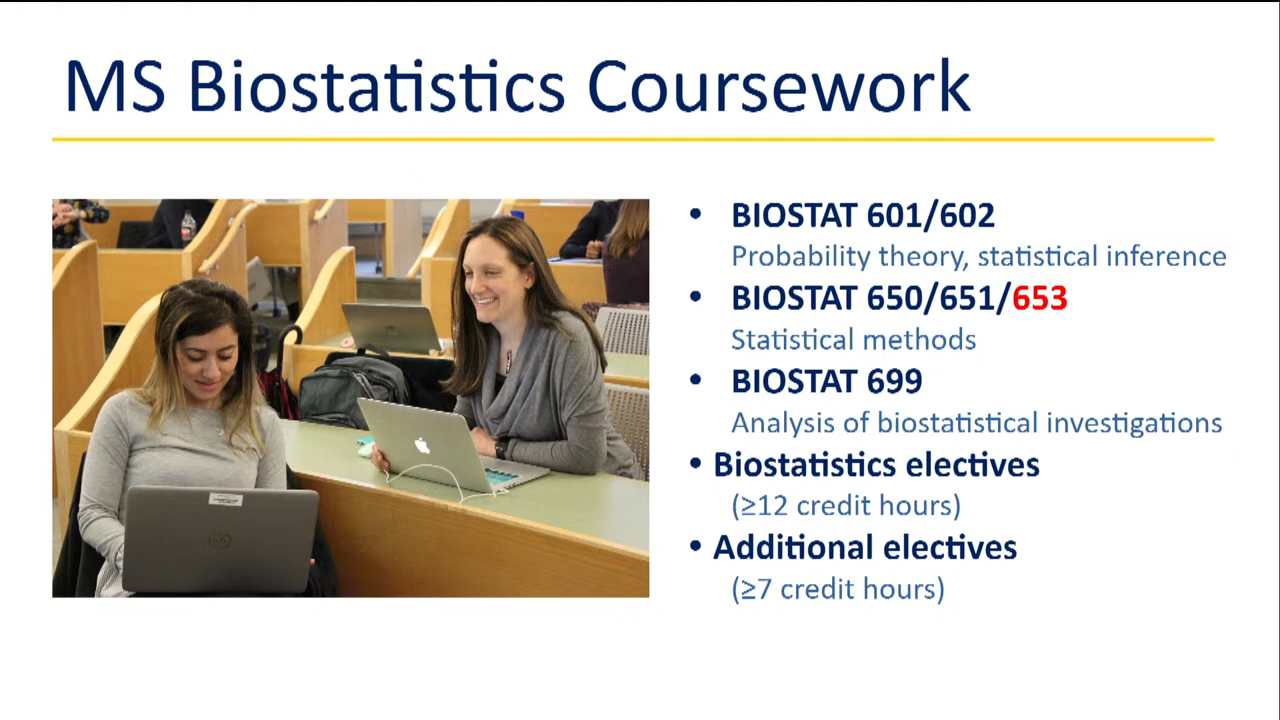 MS Biostatistics Coursework
• BIOSTAT 601/602
Probability theory, statistical inference
• BIOSTAT 650/651/653
Statistical methods
• BIOSTAT 699
Analysis of biostatistical investigations
• Biostatistics electives
(≥12 credit hours)
• Additional electives
(≥7 credit hours)